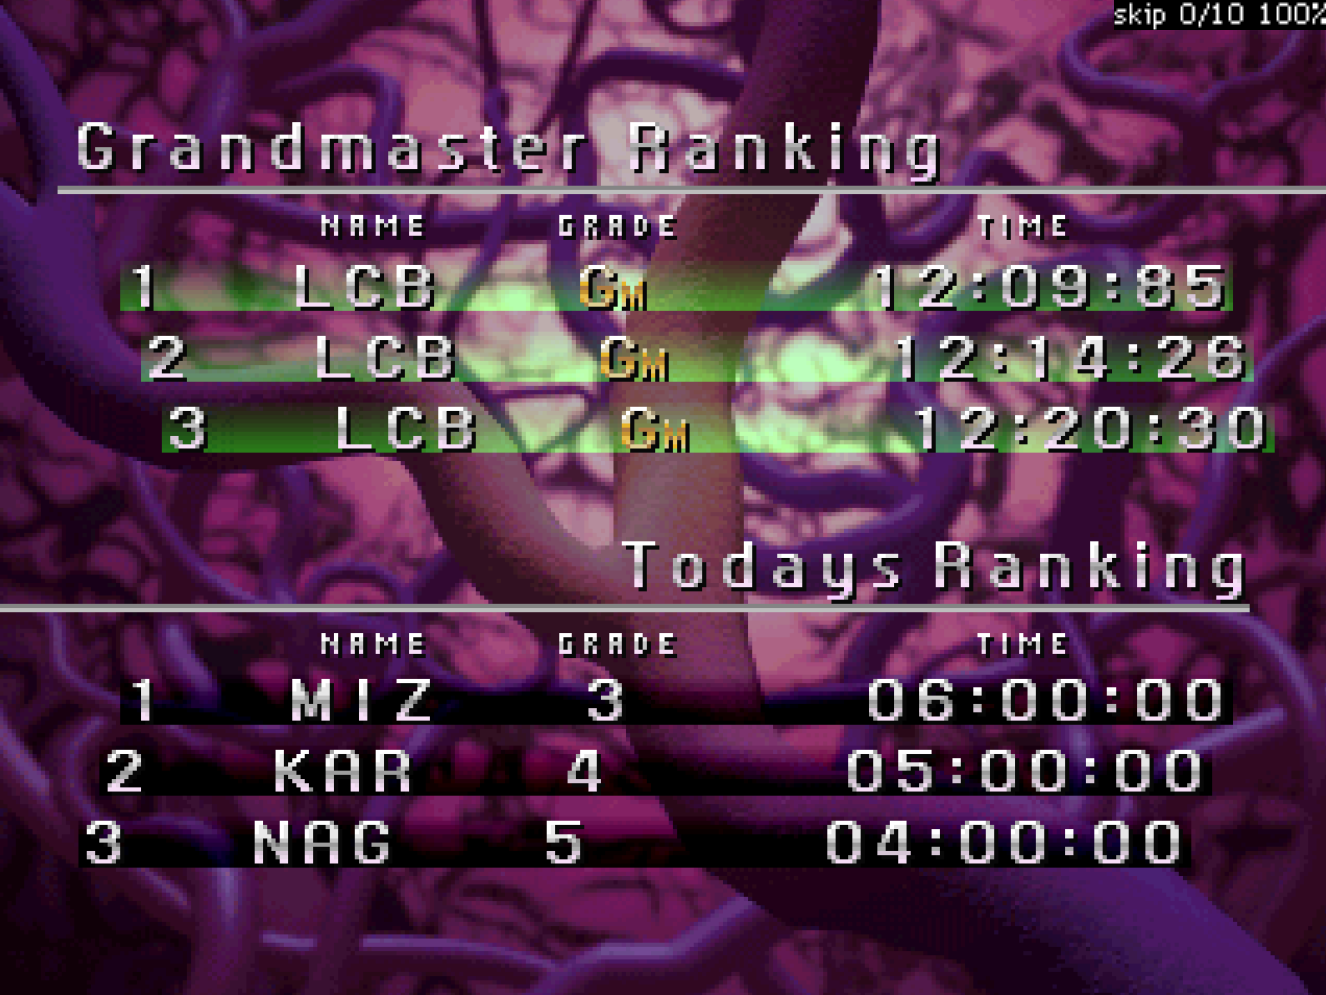 skip 0/10 100%
Grandmaster Ranking
NAME GRADE TIME
1 LCB GM 12:09:85
2 LCB GM 12:14:26
3 LCB GM 12:20:30
Todays Ranking
NAME GRADE TIME
1 MIZ 3 06:00:00
2 KAR 4 05:00:00
3 NAG 5 04:00:00